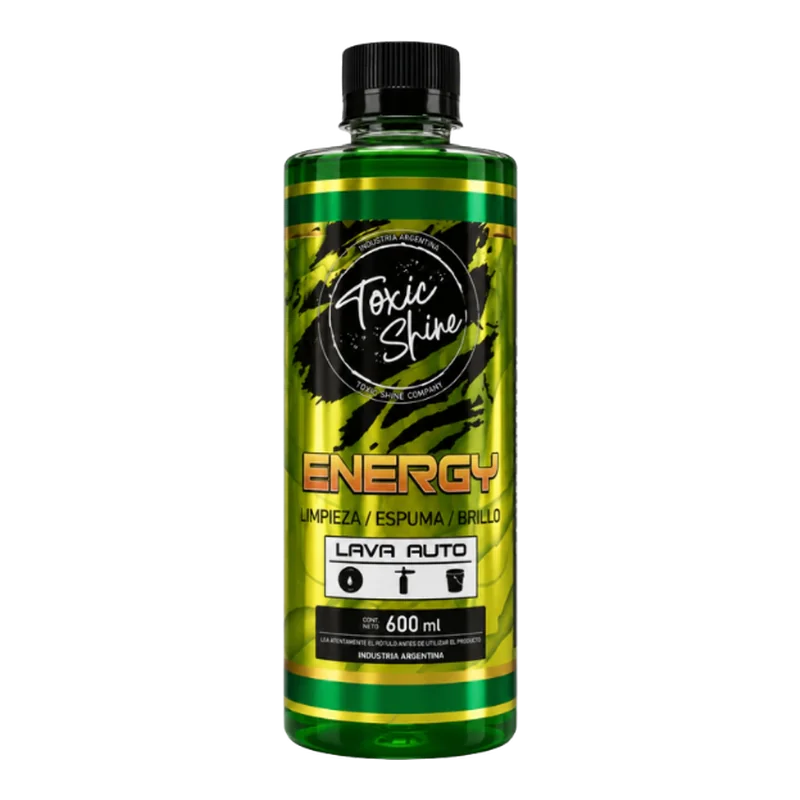 INDUSTRIA ARGENTINA
Toxic
Shine
TOXIC SHINE COMPANY
ENERGY
LIMPIEZA / ESPUMA / BRILLO
LAVA AUTO
CONT.
NETO 600 ml
LEA ATENTAMENTE EL ROTULO ANTES DE UTILIZAR EL PRODUCTO
INDUSTRIA ARGENTINA